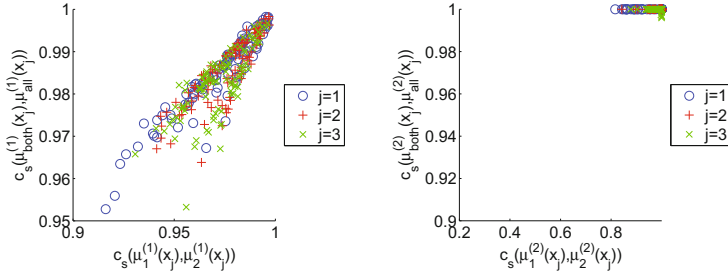 c_s(μ_both^(1)(x_j),μ_all^(1)(x_j))
1
0.99
0.98
0.97
0.96
0.95
0.9
0.95
1
c_s(μ_1^(1)(x_j),μ_2^(1)(x_j))
j=1
j=2
j=3
c_s(μ_both^(2)(x_j),μ_all^(2)(x_j))
1
0.98
0.96
0.94
0.92
0.9
0.2
0.4
0.6
0.8
c_s(μ_1^(2)(x_j),μ_2^(2)(x_j))
j=1
j=2
j=3